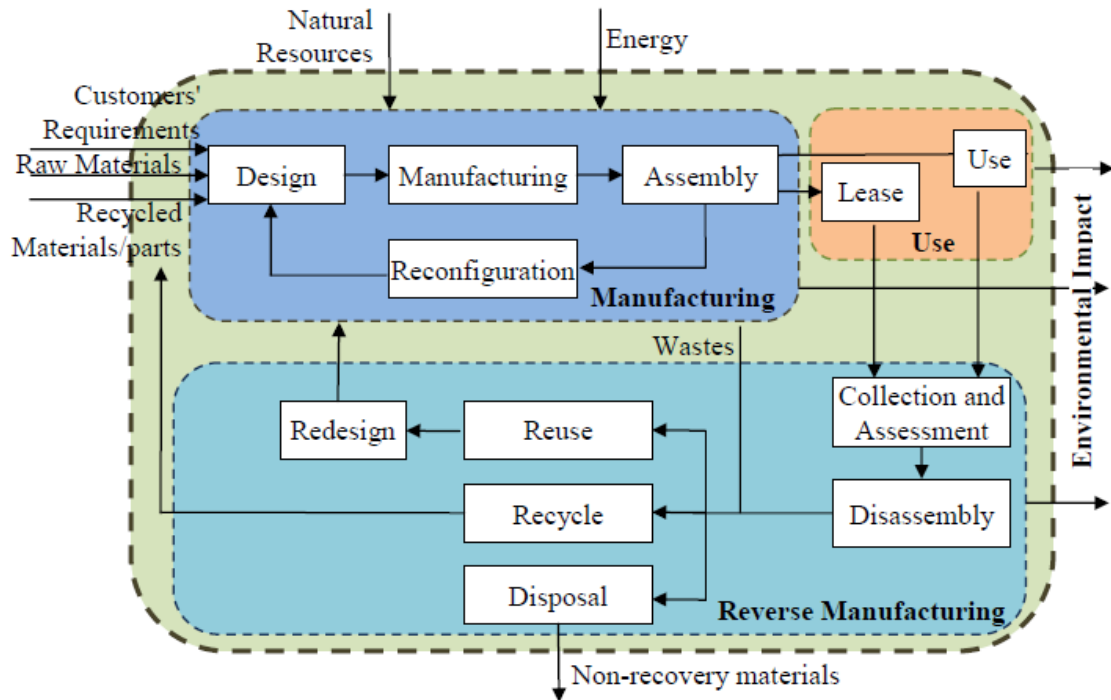 Natural
Resources
Energy
Customers'
Requirements
Raw Materials
Recycled
Materials/parts
Design
Manufacturing
Assembly
Reconfiguration
Manufacturing
Use
Lease
Use
Environmental Impact
Wastes
Redesign
Reuse
Collection and
Assessment
Recycle
Disassembly
Disposal
Reverse Manufacturing
Non-recovery materials